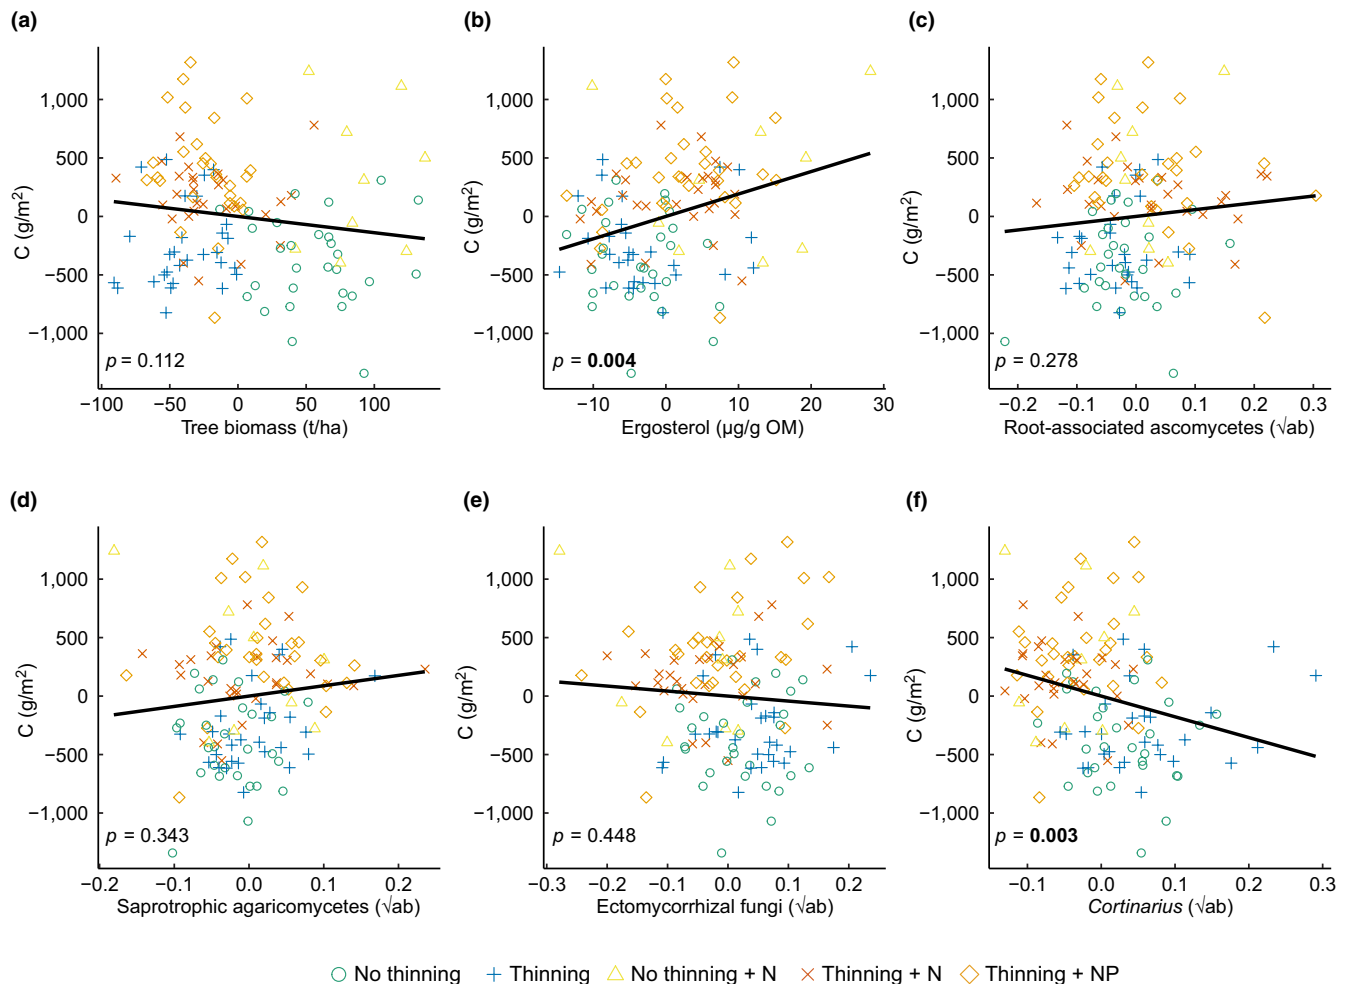 (a)
C (g/m²)
1,000
500
0
−500
−1,000
p = 0.112
−100 −50 0 50 100
Tree biomass (t/ha)
(b)
C (g/m²)
1,000
500
0
−500
−1,000
p = 0.004
−10 0 10 20 30
Ergosterol (µg/g OM)
(c)
C (g/m²)
1,000
500
0
−500
−1,000
p = 0.278
−0.2 −0.1 0.0 0.1 0.2 0.3
Root-associated ascomycetes (√ab)
(d)
C (g/m²)
1,000
500
0
−500
−1,000
p = 0.343
−0.2 −0.1 0.0 0.1 0.2
Saprotrophic agaricomycetes (√ab)
(e)
C (g/m²)
1,000
500
0
−500
−1,000
p = 0.448
−0.3 −0.2 −0.1 0.0 0.1 0.2
Ectomycorrhizal fungi (√ab)
(f)
C (g/m²)
1,000
500
0
−500
−1,000
p = 0.003
−0.1 0.0 0.1 0.2 0.3
Cortinarius (√ab)
No thinning Thinning No thinning + N Thinning + N Thinning + NP